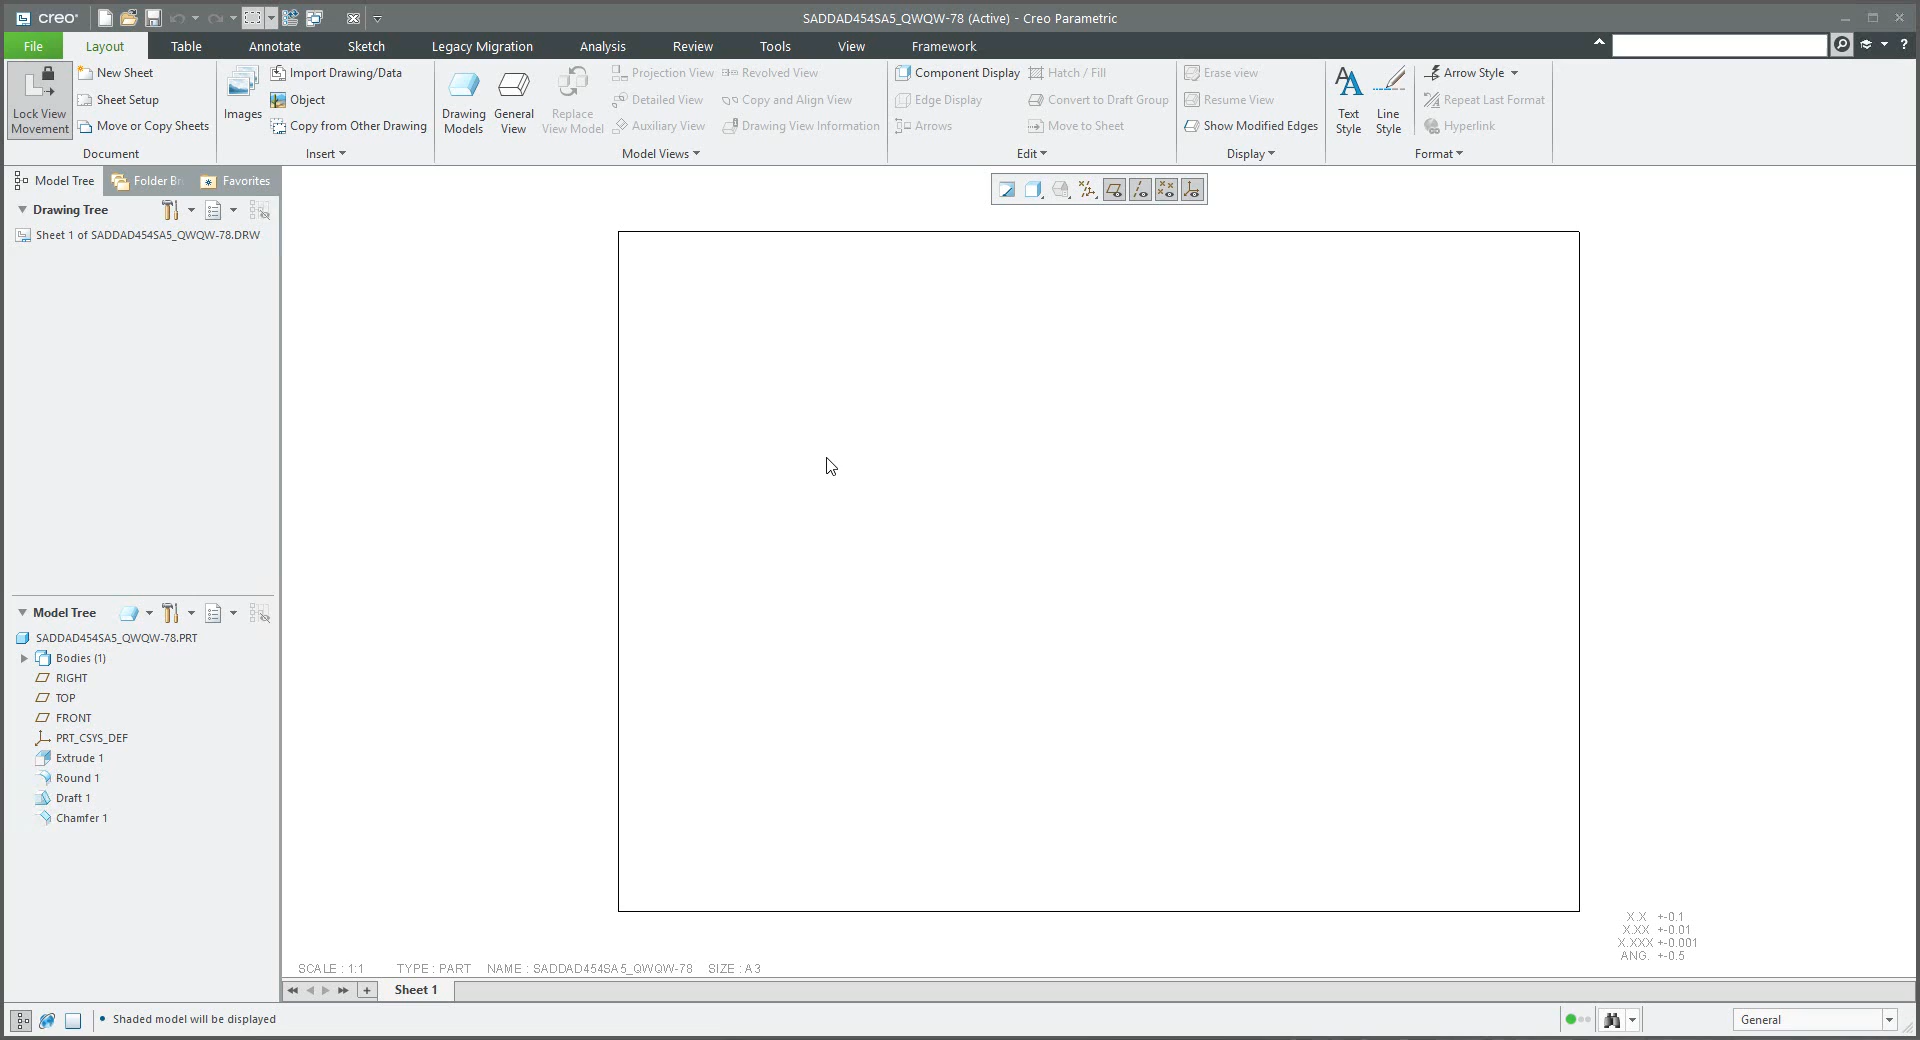 creo
SADDAD454SA5_QWQW-78 (Active) - Creo Parametric
File Layout Table Annotate Sketch Legacy Migration Analysis Review Tools View Framework
Lock View Movement
New Sheet
Sheet Setup
Move or Copy Sheets
Document
Images
Import Drawing/Data
Object
Copy from Other Drawing
Insert
Drawing Models
General View
Replace View Model
Projection View
Detailed View
Auxiliary View
Revolved View
Copy and Align View
Drawing View Information
Model Views
Component Display
Edge Display
Arrows
Hatch / Fill
Convert to Draft Group
Move to Sheet
Edit
Erase view
Resume View
Show Modified Edges
Display
Text Style
Line Style
Arrow Style
Repeat Last Format
Hyperlink
Format
Model Tree Folder Br Favorites
Drawing Tree
Sheet 1 of SADDAD454SA5_QWQW-78.DRW
Model Tree
SADDAD454SA5_QWQW-78.PRT
Bodies (1)
RIGHT
TOP
FRONT
PRT_CSYS_DEF
Extrude 1
Round 1
Draft 1
Chamfer 1
X.X +-0.1
X.XX +-0.01
X.XXX +-0.001
ANG. +-0.5
SCALE : 1:1 TYPE : PART NAME : SADDAD454SA5_QWQW-78 SIZE : A3
Sheet 1
Shaded model will be displayed
General